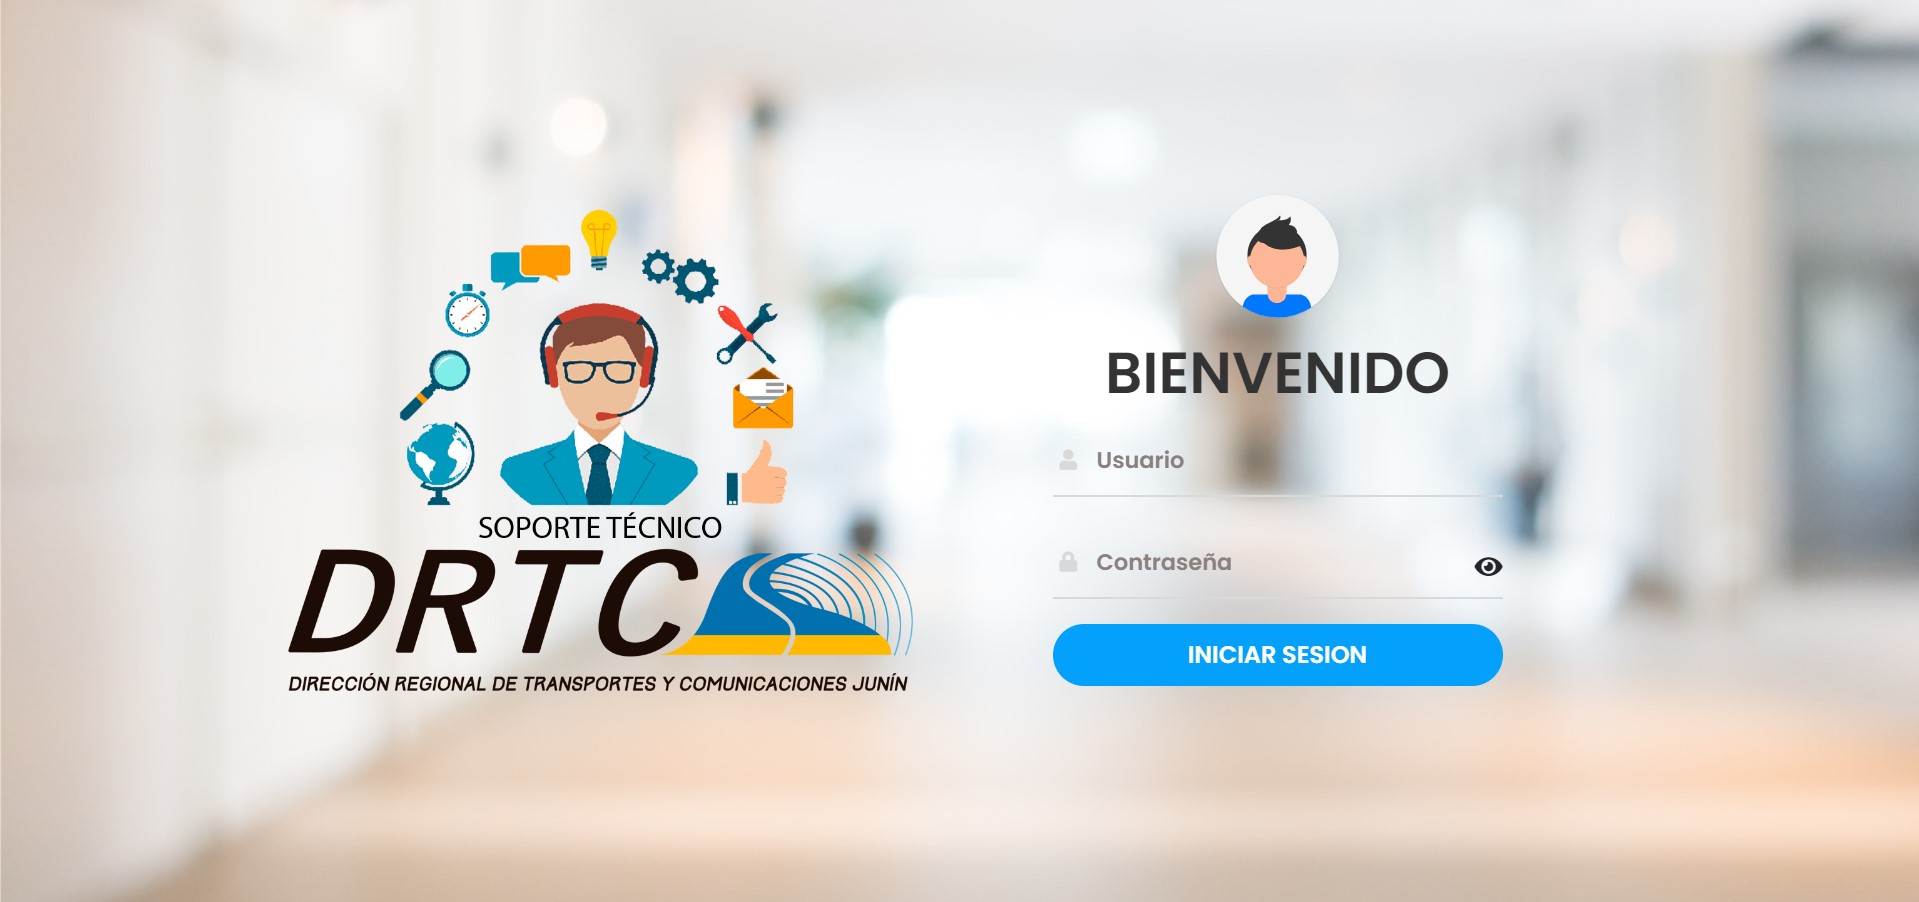 SOPORTE TÉCNICO
DRTC
DIRECCIÓN REGIONAL DE TRANSPORTES Y COMUNICACIONES JUNÍN
BIENVENIDO
Usuario
Contraseña
INICIAR SESION